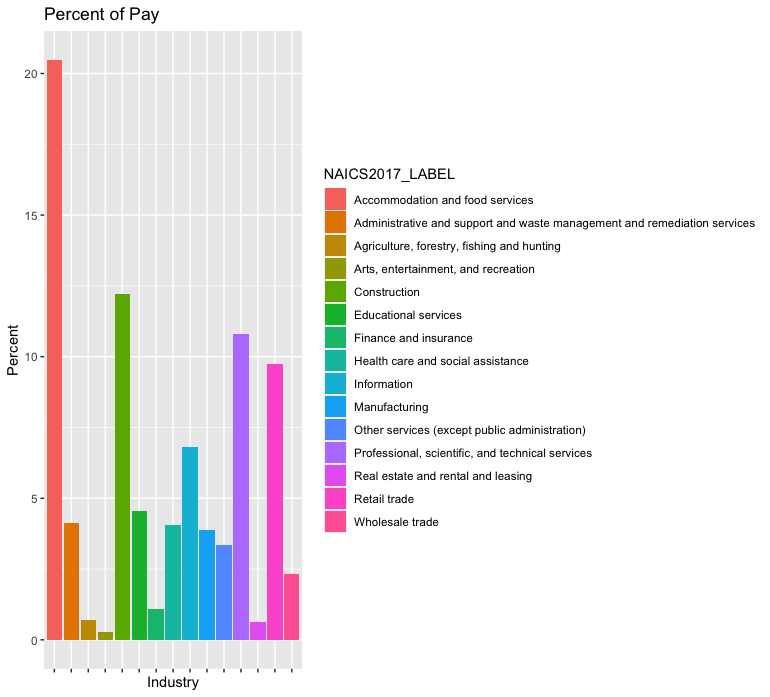 Percent of Pay
20
15
10
5
0
Percent
Industry
NAICS2017_LABEL
Accommodation and food services
Administrative and support and waste management and remediation services
Agriculture, forestry, fishing and hunting
Arts, entertainment, and recreation
Construction
Educational services
Finance and insurance
Health care and social assistance
Information
Manufacturing
Other services (except public administration)
Professional, scientific, and technical services
Real estate and rental and leasing
Retail trade
Wholesale trade